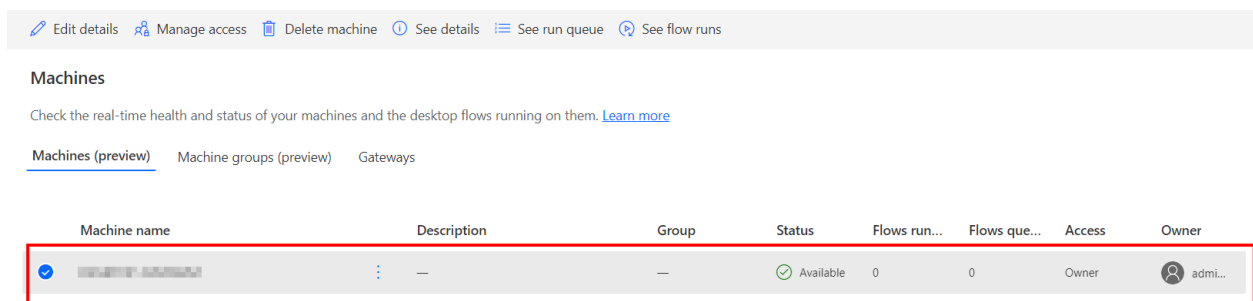 Edit details Manage access Delete machine See details See run queue See flow runs
Machines
Check the real-time health and status of your machines and the desktop flows running on them. Learn more
Machines (preview) Machine groups (preview) Gateways
Machine name Description Group Status Flows run... Flows que... Access Owner
— — Available 0 0 Owner admi...